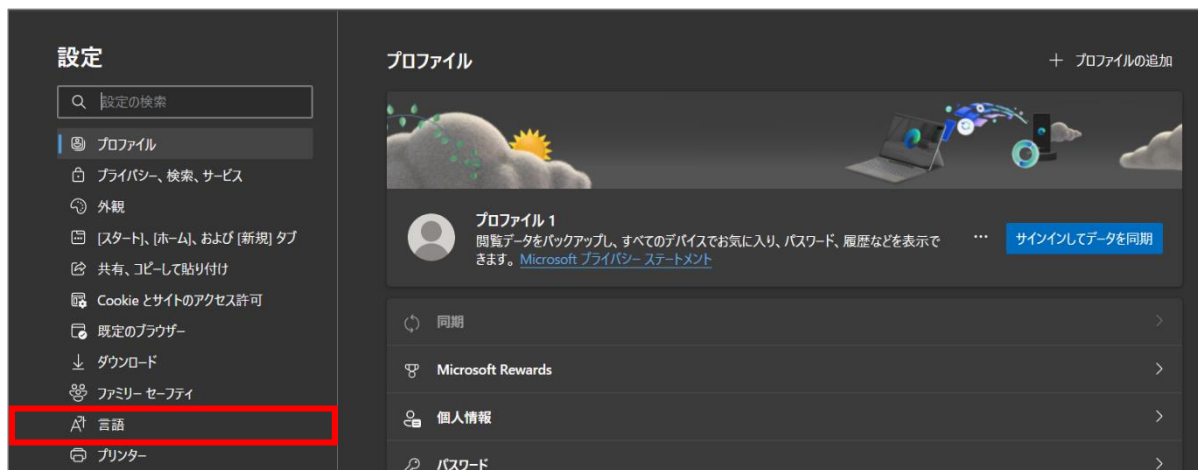 設定
設定の検索
プロファイル
プライバシー、検索、サービス
外観
[スタート]、[ホーム]、および [新規] タブ
共有、コピーして貼り付け
Cookie とサイトのアクセス許可
既定のブラウザー
ダウンロード
ファミリー セーフティ
言語
プリンター
プロファイル
プロファイルの追加
プロファイル 1
閲覧データをバックアップし、すべてのデバイスでお気に入り、パスワード、履歴などを表示で
きます。Microsoft プライバシー ステートメント
サインインしてデータを同期
同期
Microsoft Rewards
個人情報
パスワード